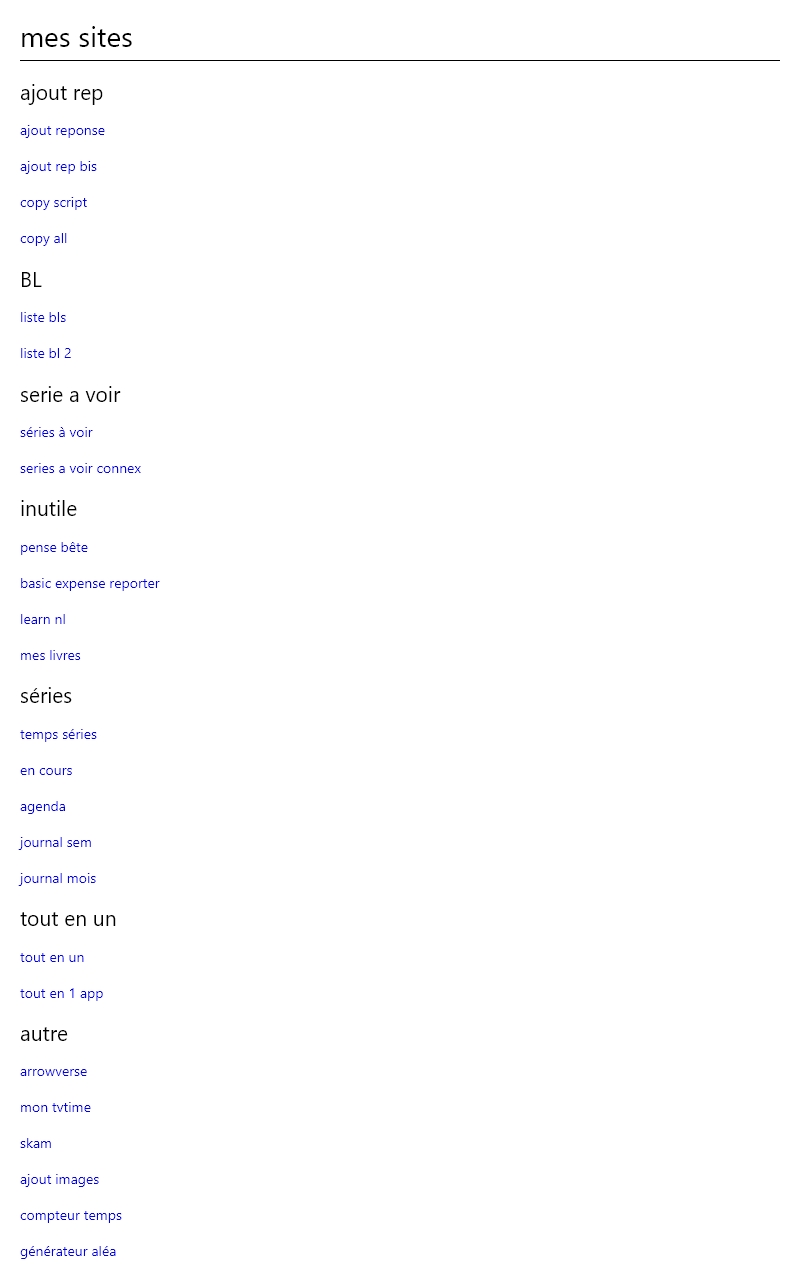 mes sites
ajout rep
ajout reponse
ajout rep bis
copy script
copy all
BL
liste bls
liste bl 2
serie a voir
séries à voir
series a voir connex
inutile
pense bête
basic expense reporter
learn nl
mes livres
séries
temps séries
en cours
agenda
journal sem
journal mois
tout en un
tout en un
tout en 1 app
autre
arrowverse
mon tvtime
skam
ajout images
compteur temps
générateur aléa